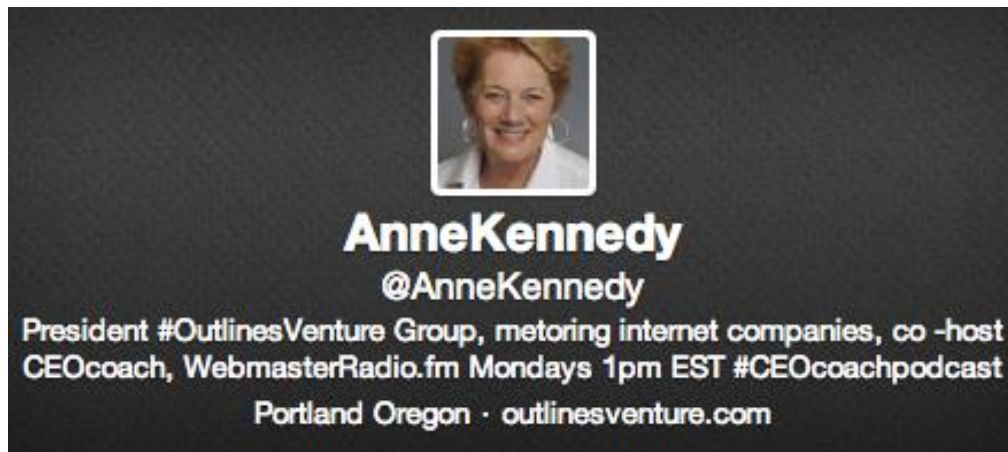 AnneKennedy
@AnneKennedy
President #OutlinesVenture Group, metoring internet companies, co -host
CEOcoach, WebmasterRadio.fm Mondays 1pm EST #CEOcoachpodcast
Portland Oregon · outlinesventure.com